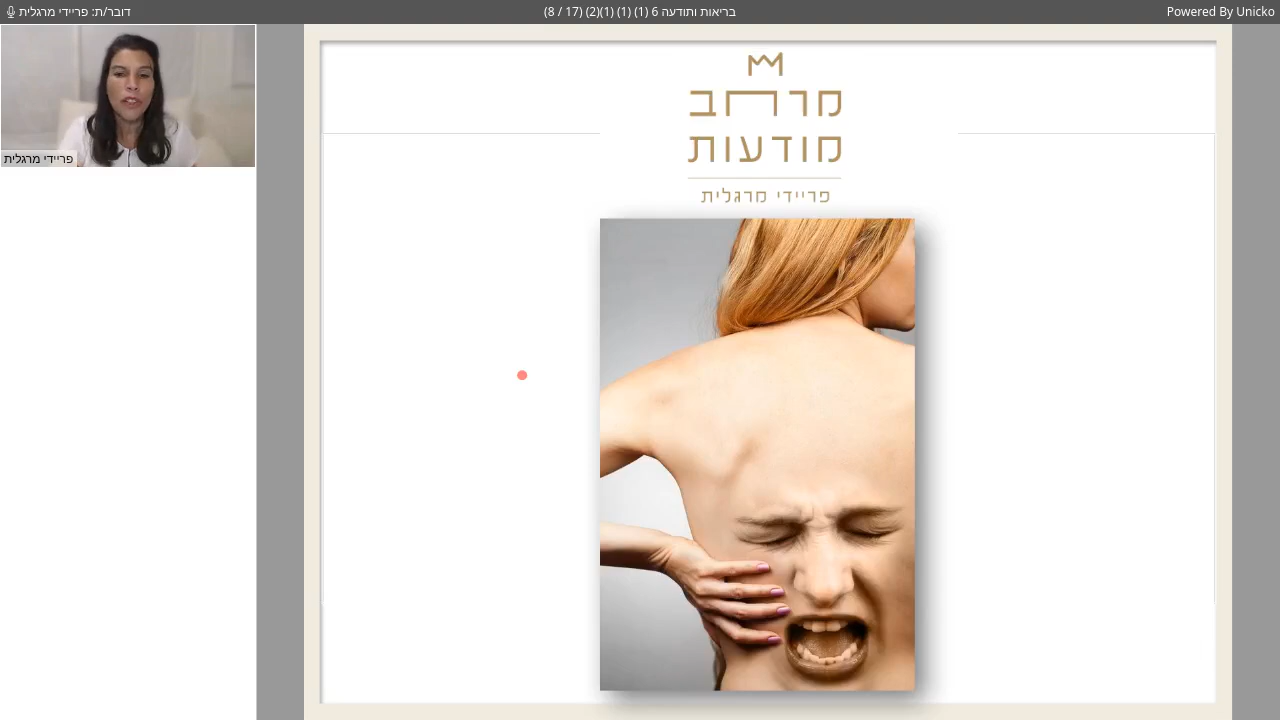 דובר/ת: פריידי מרגלית
בריאות ותודעה 6 (1) (1) (1)(2) (8 / 17)
Powered By Unicko
פריידי מרגלית
מרחב
מודעות
פריידי מרגלית